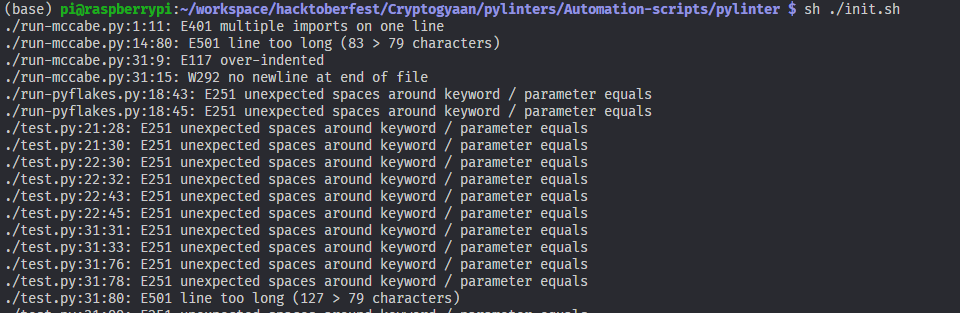 (base) pi@raspberrypi:~/workspace/hacktoberfest/Cryptogyaan/pylinters/Automation-scripts/pylinter $ sh ./init.sh
./run-mccabe.py:1:11: E401 multiple imports on one line
./run-mccabe.py:14:80: E501 line too long (83 > 79 characters)
./run-mccabe.py:31:9: E117 over-indented
./run-mccabe.py:31:15: W292 no newline at end of file
./run-pyflakes.py:18:43: E251 unexpected spaces around keyword / parameter equals
./run-pyflakes.py:18:45: E251 unexpected spaces around keyword / parameter equals
./test.py:21:28: E251 unexpected spaces around keyword / parameter equals
./test.py:21:30: E251 unexpected spaces around keyword / parameter equals
./test.py:22:30: E251 unexpected spaces around keyword / parameter equals
./test.py:22:32: E251 unexpected spaces around keyword / parameter equals
./test.py:22:43: E251 unexpected spaces around keyword / parameter equals
./test.py:22:45: E251 unexpected spaces around keyword / parameter equals
./test.py:31:31: E251 unexpected spaces around keyword / parameter equals
./test.py:31:33: E251 unexpected spaces around keyword / parameter equals
./test.py:31:76: E251 unexpected spaces around keyword / parameter equals
./test.py:31:78: E251 unexpected spaces around keyword / parameter equals
./test.py:31:80: E501 line too long (127 > 79 characters)
E251 unexpected spaces around keyword / parameter equals